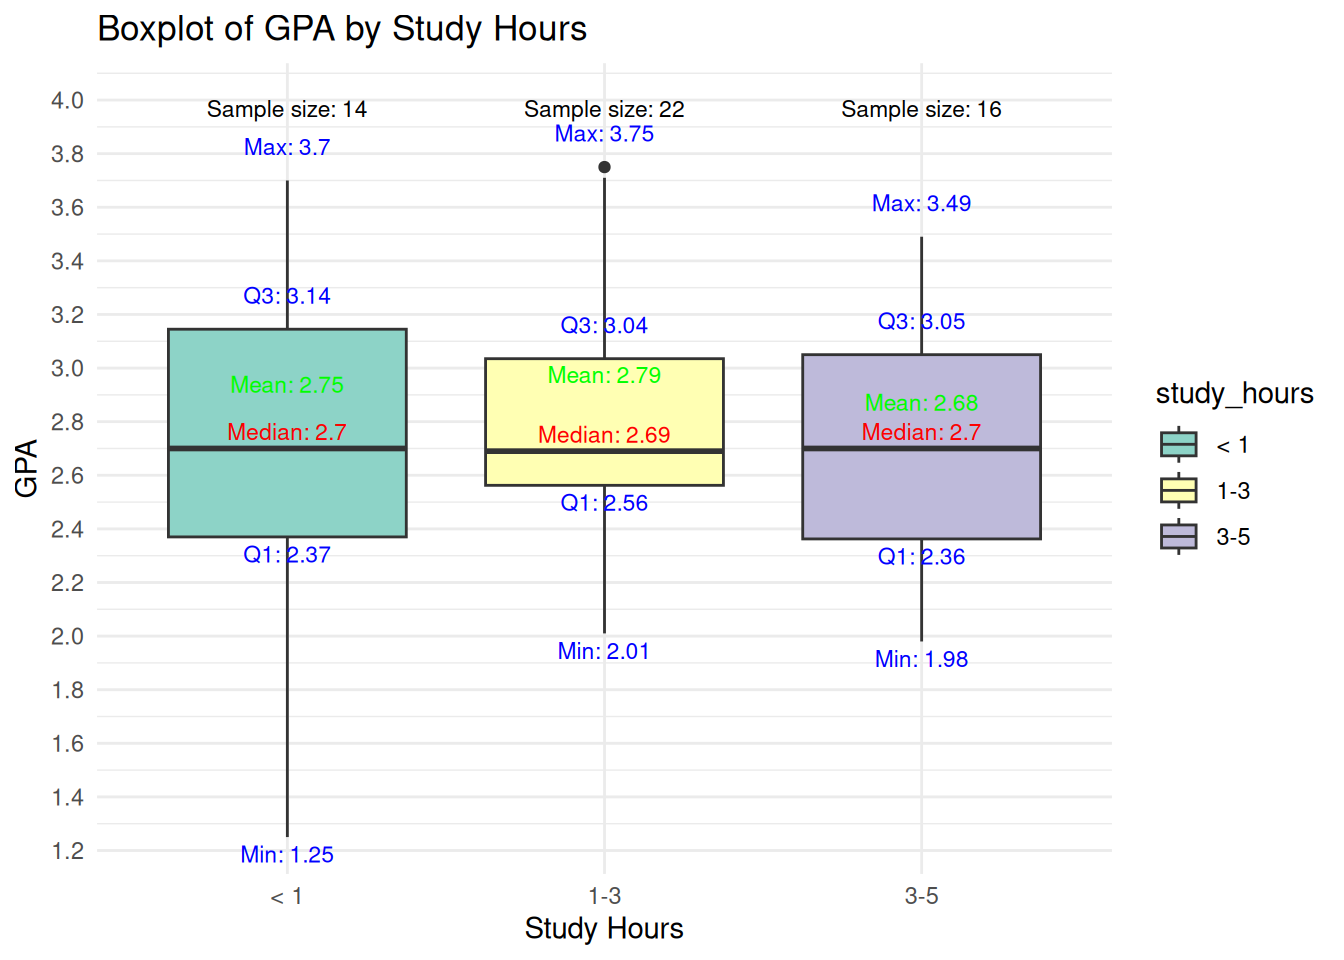 Boxplot of GPA by Study Hours
4.0
3.8
3.6
3.4
3.2
3.0
2.8
2.6
2.4
2.2
2.0
1.8
1.6
1.4
1.2
GPA
Sample size: 14
Max: 3.7
Q3: 3.14
Mean: 2.75
Median: 2.7
Q1: 2.37
Min: 1.25
Sample size: 22
Max: 3.75
Q3: 3.04
Mean: 2.79
Median: 2.69
Q1: 2.56
Min: 2.01
Sample size: 16
Max: 3.49
Q3: 3.05
Mean: 2.68
Median: 2.7
Q1: 2.36
Min: 1.98
< 1
1-3
3-5
Study Hours
study_hours
< 1
1-3
3-5